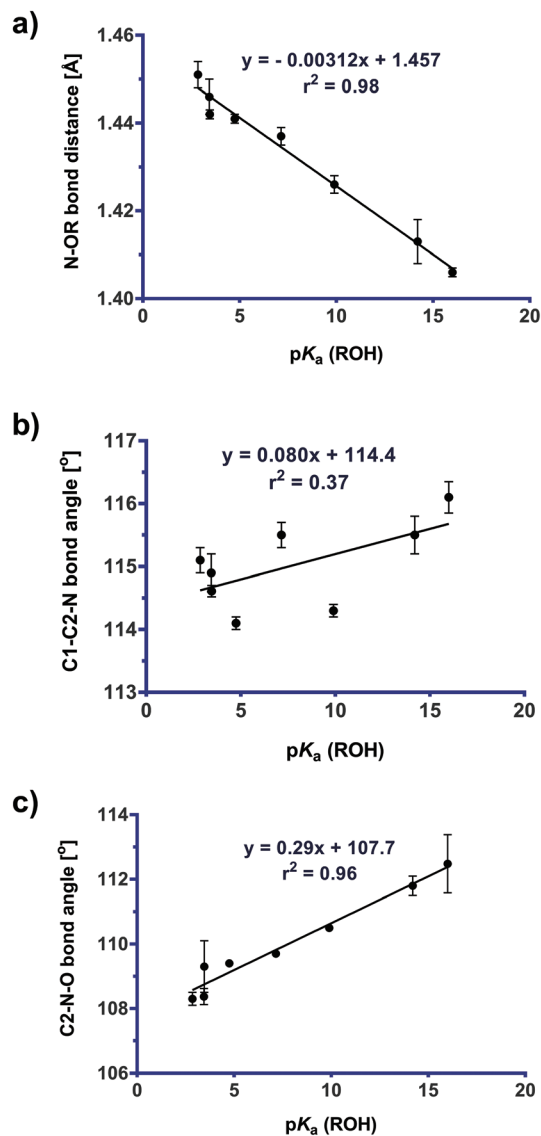 a)
y = - 0.00312x + 1.457
r² = 0.98
N-OR bond distance [Å]
1.46
1.44
1.42
1.40
0 5 10 15 20
pKa (ROH)
b)
y = 0.080x + 114.4
r² = 0.37
C1-C2-N bond angle [º]
117
116
115
114
113
0 5 10 15 20
pKa (ROH)
c)
y = 0.29x + 107.7
r² = 0.96
C2-N-O bond angle [º]
114
112
110
108
106
0 5 10 15 20
pKa (ROH)